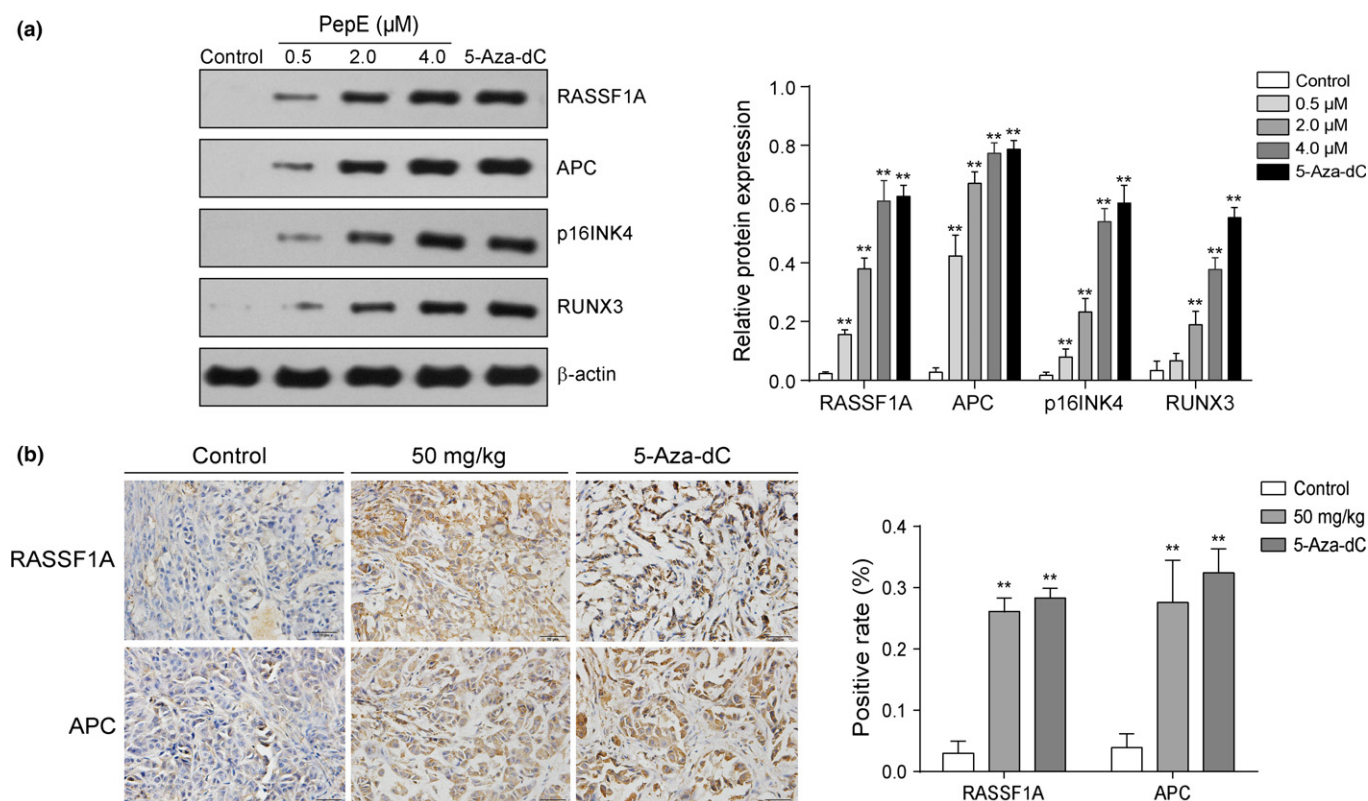 (a)
PepE (µM)
Control 0.5 2.0 4.0 5-Aza-dC
RASSF1A
APC
p16INK4
RUNX3
β-actin
Relative protein expression
1.0
0.8
0.6
0.4
0.2
0.0
** ** ** **
** ** ** **
** ** ** **
** ** **
RASSF1A APC p16INK4 RUNX3
Control
0.5 µM
2.0 µM
4.0 µM
5-Aza-dC
(b)
Control 50 mg/kg 5-Aza-dC
RASSF1A
APC
Positive rate (%)
0.4
0.3
0.2
0.1
0.0
** **
** **
RASSF1A APC
Control
50 mg/kg
5-Aza-dC